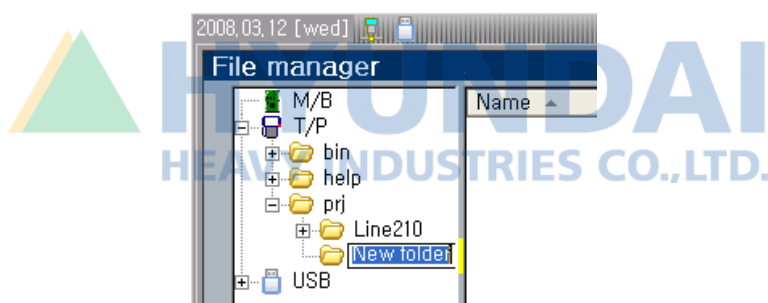 2008,03,12 [wed]
File manager
M/B
Name
T/P
bin
help
prj
Line210
New folder
USB
HYUNDAI
HEAVY INDUSTRIES CO.,LTD.